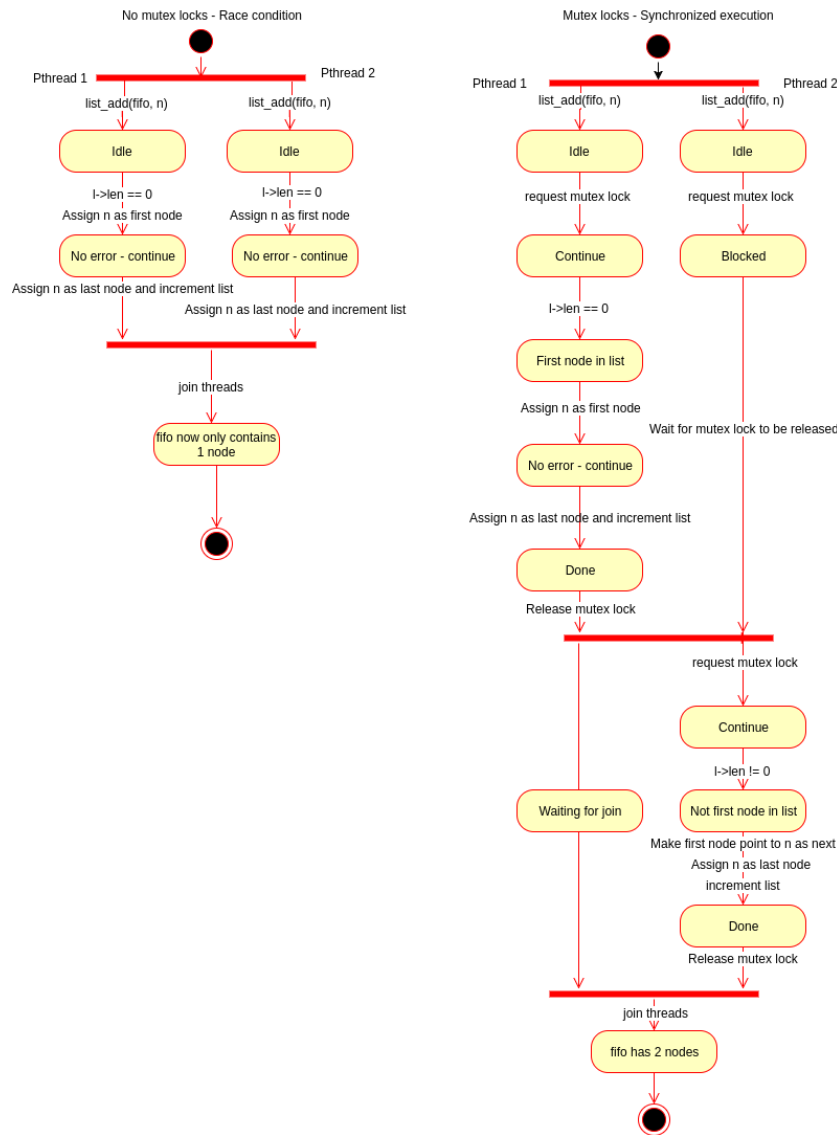 No mutex locks - Race condition
Pthread 1
Pthread 2
list_add(fifo, n)
list_add(fifo, n)
Idle
Idle
l->len == 0
l->len == 0
Assign n as first node
Assign n as first node
No error - continue
No error - continue
Assign n as last node and increment list
Assign n as last node and increment list
join threads
fifo now only contains
1 node
Mutex locks - Synchronized execution
Pthread 1
Pthread 2
list_add(fifo, n)
list_add(fifo, n)
Idle
Idle
request mutex lock
request mutex lock
Continue
Blocked
l->len == 0
First node in list
Assign n as first node
Wait for mutex lock to be released
No error - continue
Assign n as last node and increment list
Done
Release mutex lock
request mutex lock
Continue
l->len != 0
Waiting for join
Not first node in list
Make first node point to n as next
Assign n as last node
increment list
Done
Release mutex lock
join threads
fifo has 2 nodes